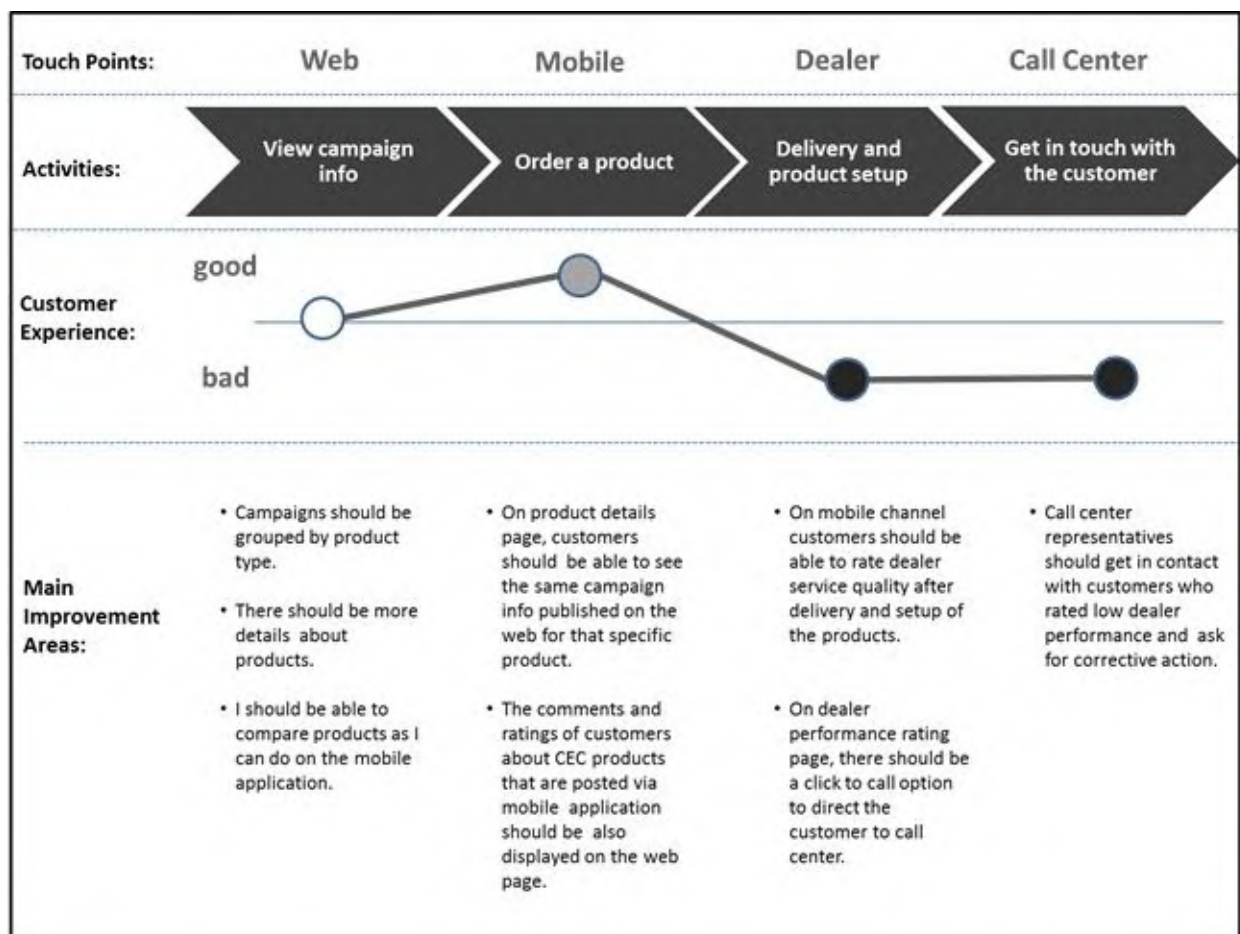 Touch Points:
Web
Mobile
Dealer
Call Center
Activities:
View campaign
info
Order a product
Delivery and
product setup
Get in touch with
the customer
Customer
Experience:
good
bad
Main
Improvement
Areas:
• Campaigns should be
grouped by product
type.
• There should be more
details about
products.
• I should be able to
compare products as I
can do on the mobile
application.
• On product details
page, customers
should be able to see
the same campaign
info published on the
web for that specific
product.
• The comments and
ratings of customers
about CEC products
that are posted via
mobile application
should be also
displayed on the web
page.
• On mobile channel
customers should be
able to rate dealer
service quality after
delivery and setup of
the products.
• On dealer
performance rating
page, there should be
a click to call option
to direct the
customer to call
center.
• Call center
representatives
should get in contact
with customers who
rated low dealer
performance and ask
for corrective action.